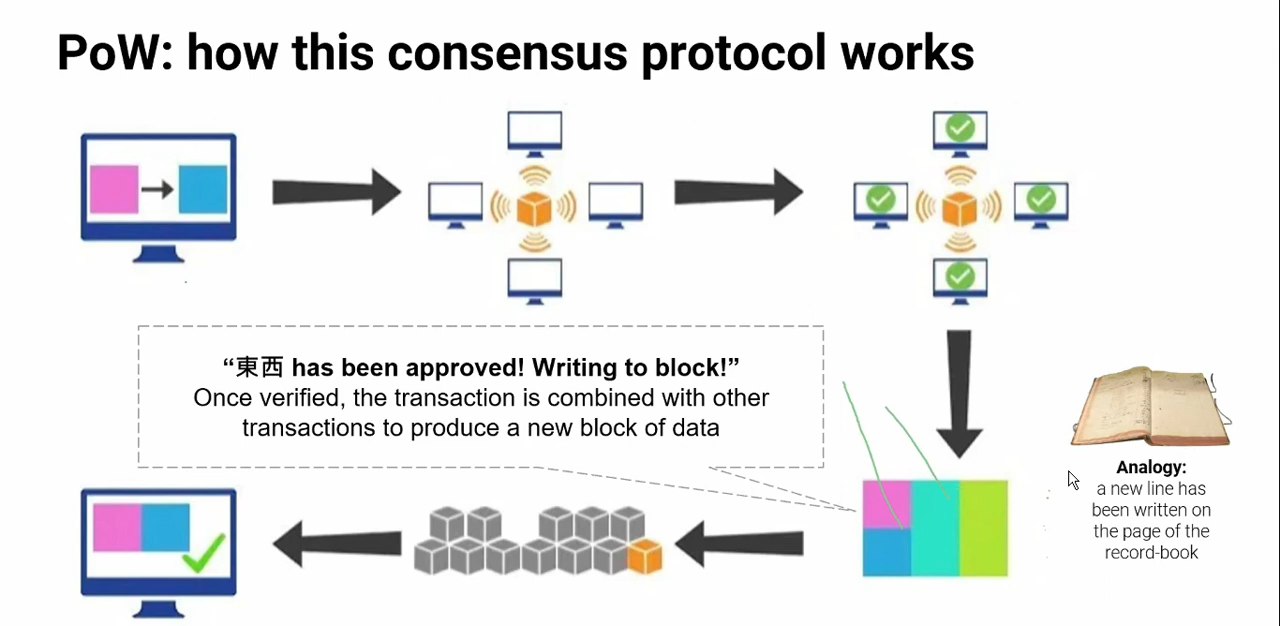 PoW: how this consensus protocol works
“東西 has been approved! Writing to block!”
Once verified, the transaction is combined with other
transactions to produce a new block of data
Analogy:
a new line has
been written on
the page of the
record-book